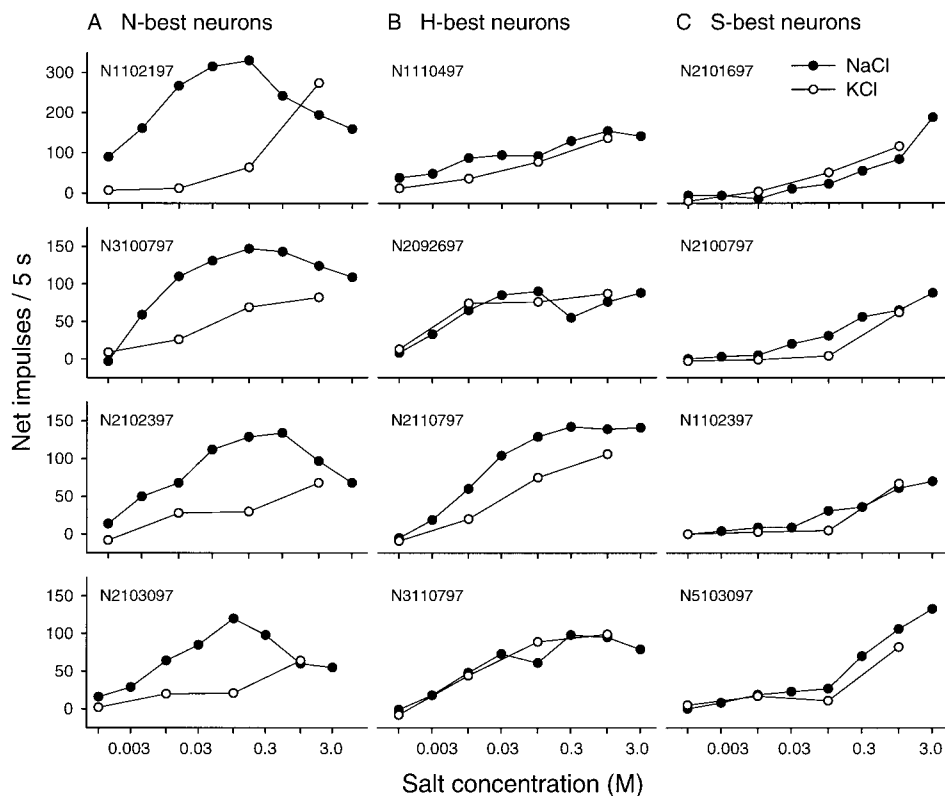 A N-best neurons
B H-best neurons
C S-best neurons
N1102197
N1110497
N2101697
NaCl
KCl
300
200
100
0
N3100797
N2092697
N2100797
150
100
50
0
N2102397
N2110797
N1102397
150
100
50
0
N2103097
N3110797
N5103097
150
100
50
0
Net impulses / 5 s
0.003 0.03 0.3 3.0
0.003 0.03 0.3 3.0
0.003 0.03 0.3 3.0
Salt concentration (M)